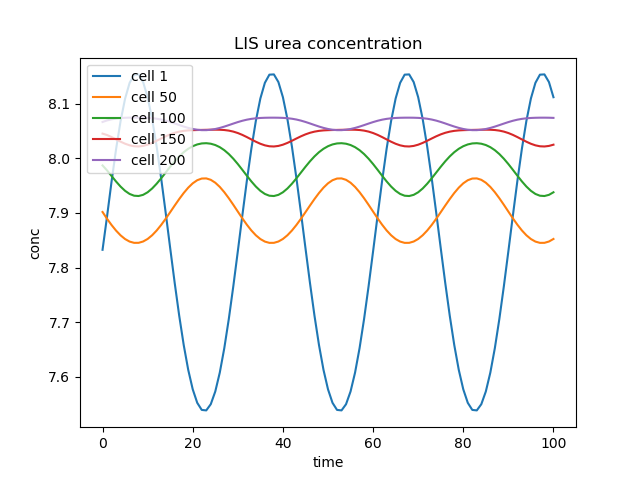 LIS urea concentration
cell 1
cell 50
cell 100
cell 150
cell 200
conc
8.1
8.0
7.9
7.8
7.7
7.6
0 20 40 60 80 100
time